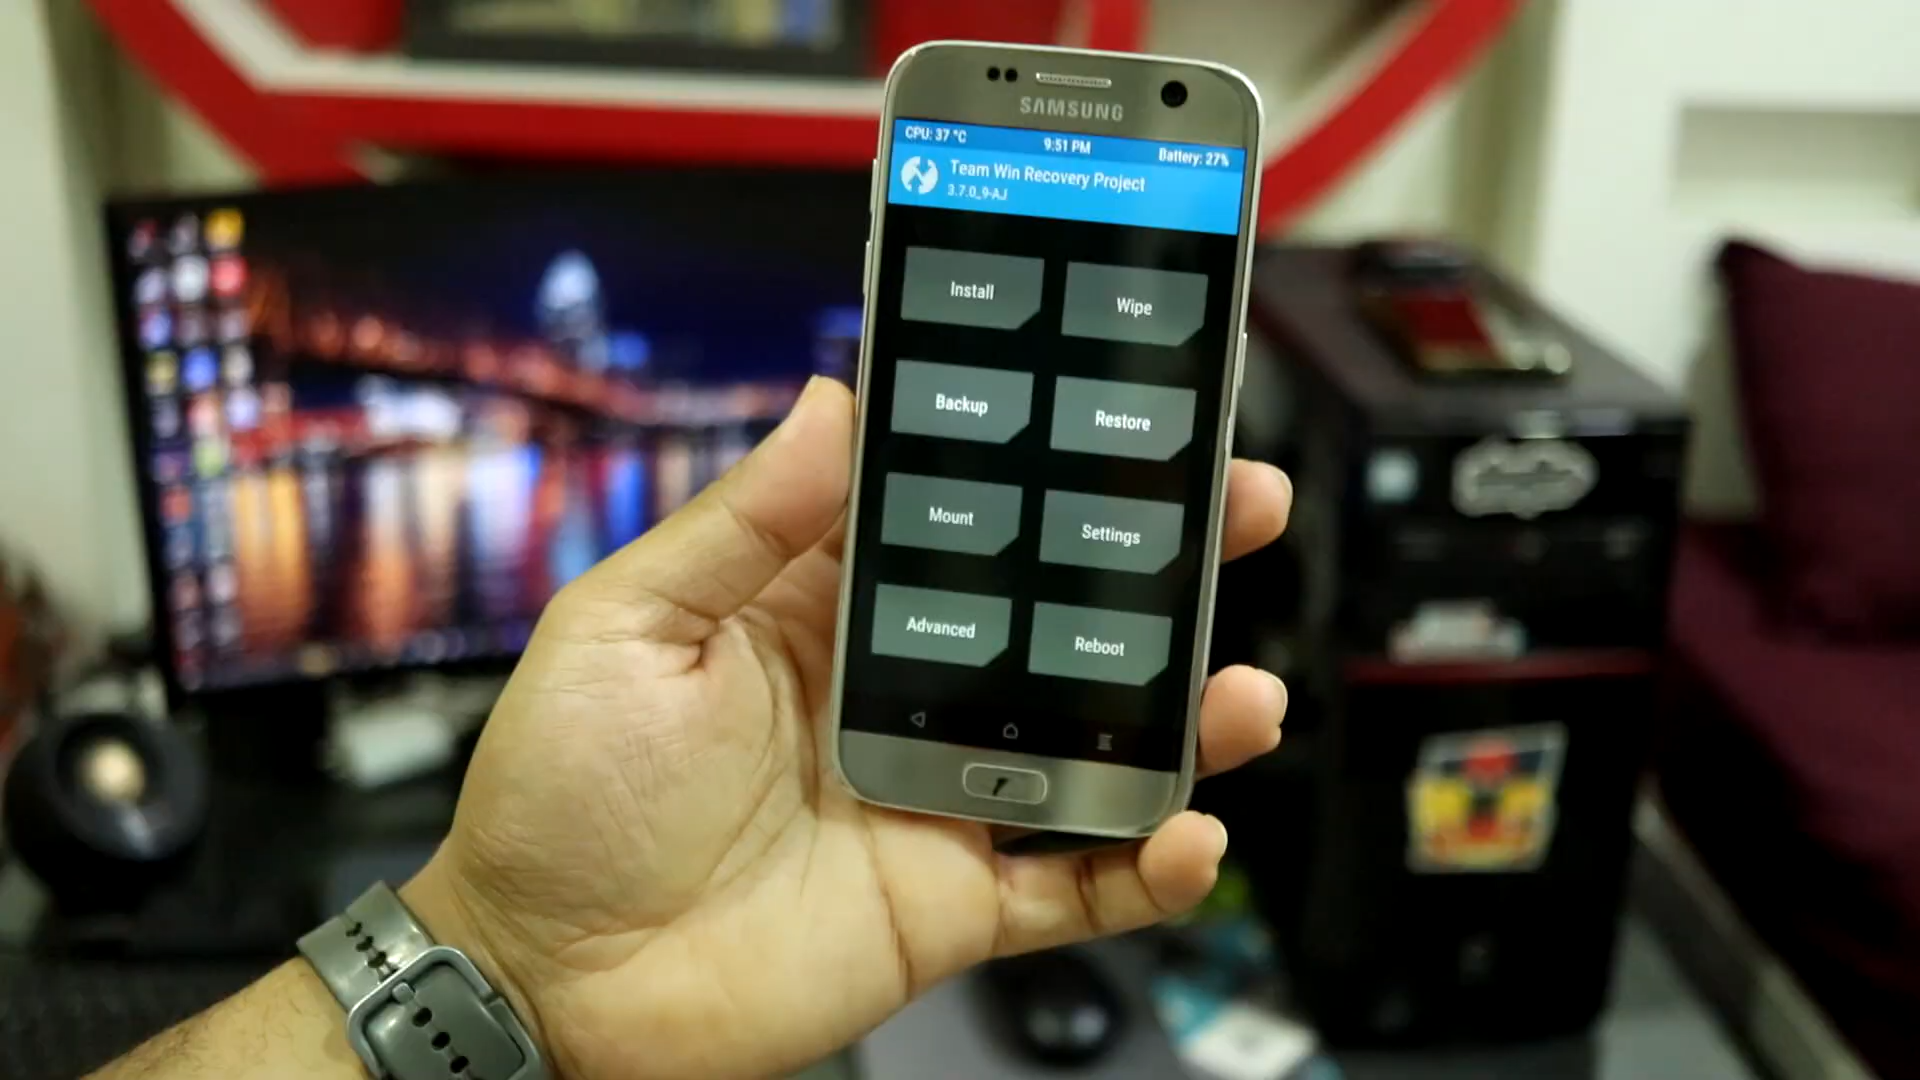 SAMSUNG
CPU: 37 °C 9:51 PM Battery: 27%
Team Win Recovery Project
3.7.0_9-AJ
Install Wipe
Backup Restore
Mount Settings
Advanced Reboot